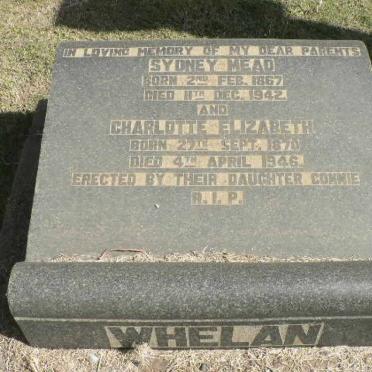 IN LOVING MEMORY OF MY DEAR PARENTS
SYDNEY MEAD
BORN 2ND FEB. 1867
DIED 11TH DEC. 1942.
AND
CHARLOTTE ELIZABETH
BORN 27TH SEPT. 1870
DIED 4TH APRIL 1946.
ERECTED BY THEIR DAUGHTER CONNIE
R.I.P.
WHELAN